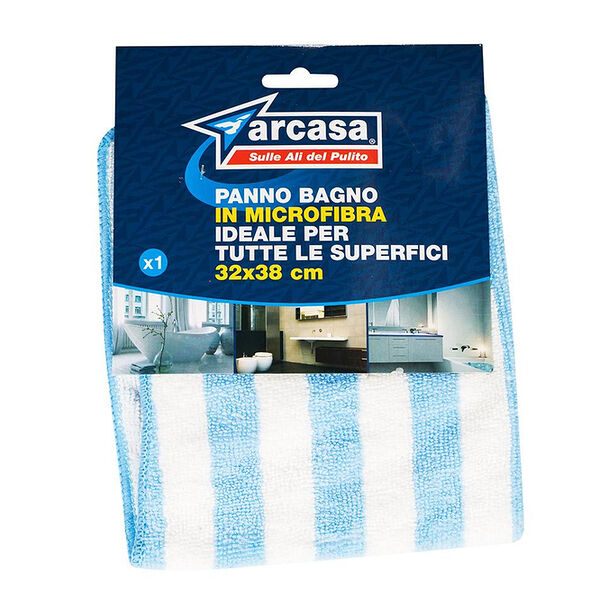 arcasa®
Sulle Ali del Pulito
PANNO BAGNO
IN MICROFIBRA
IDEALE PER
TUTTE LE SUPERFICI
32x38 cm
x1